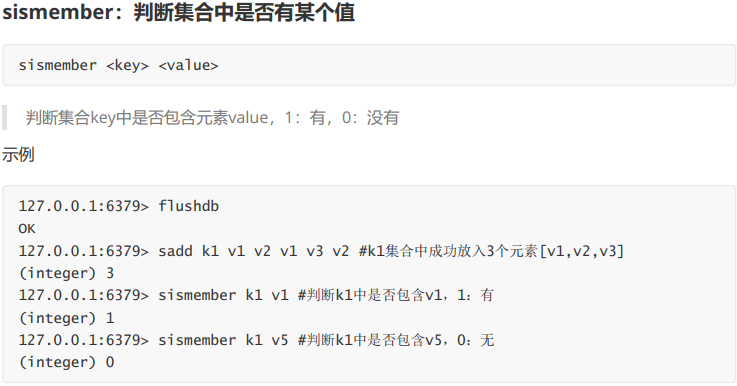 sismember：判断集合中是否有某个值
sismember <key> <value>
判断集合key中是否包含元素value，1：有，0：没有
示例
127.0.0.1:6379> flushdb
OK
127.0.0.1:6379> sadd k1 v1 v2 v1 v3 v2 #k1集合中成功放入3个元素[v1,v2,v3]
(integer) 3
127.0.0.1:6379> sismember k1 v1 #判断k1中是否包含v1，1：有
(integer) 1
127.0.0.1:6379> sismember k1 v5 #判断k1中是否包含v5，0：无
(integer) 0